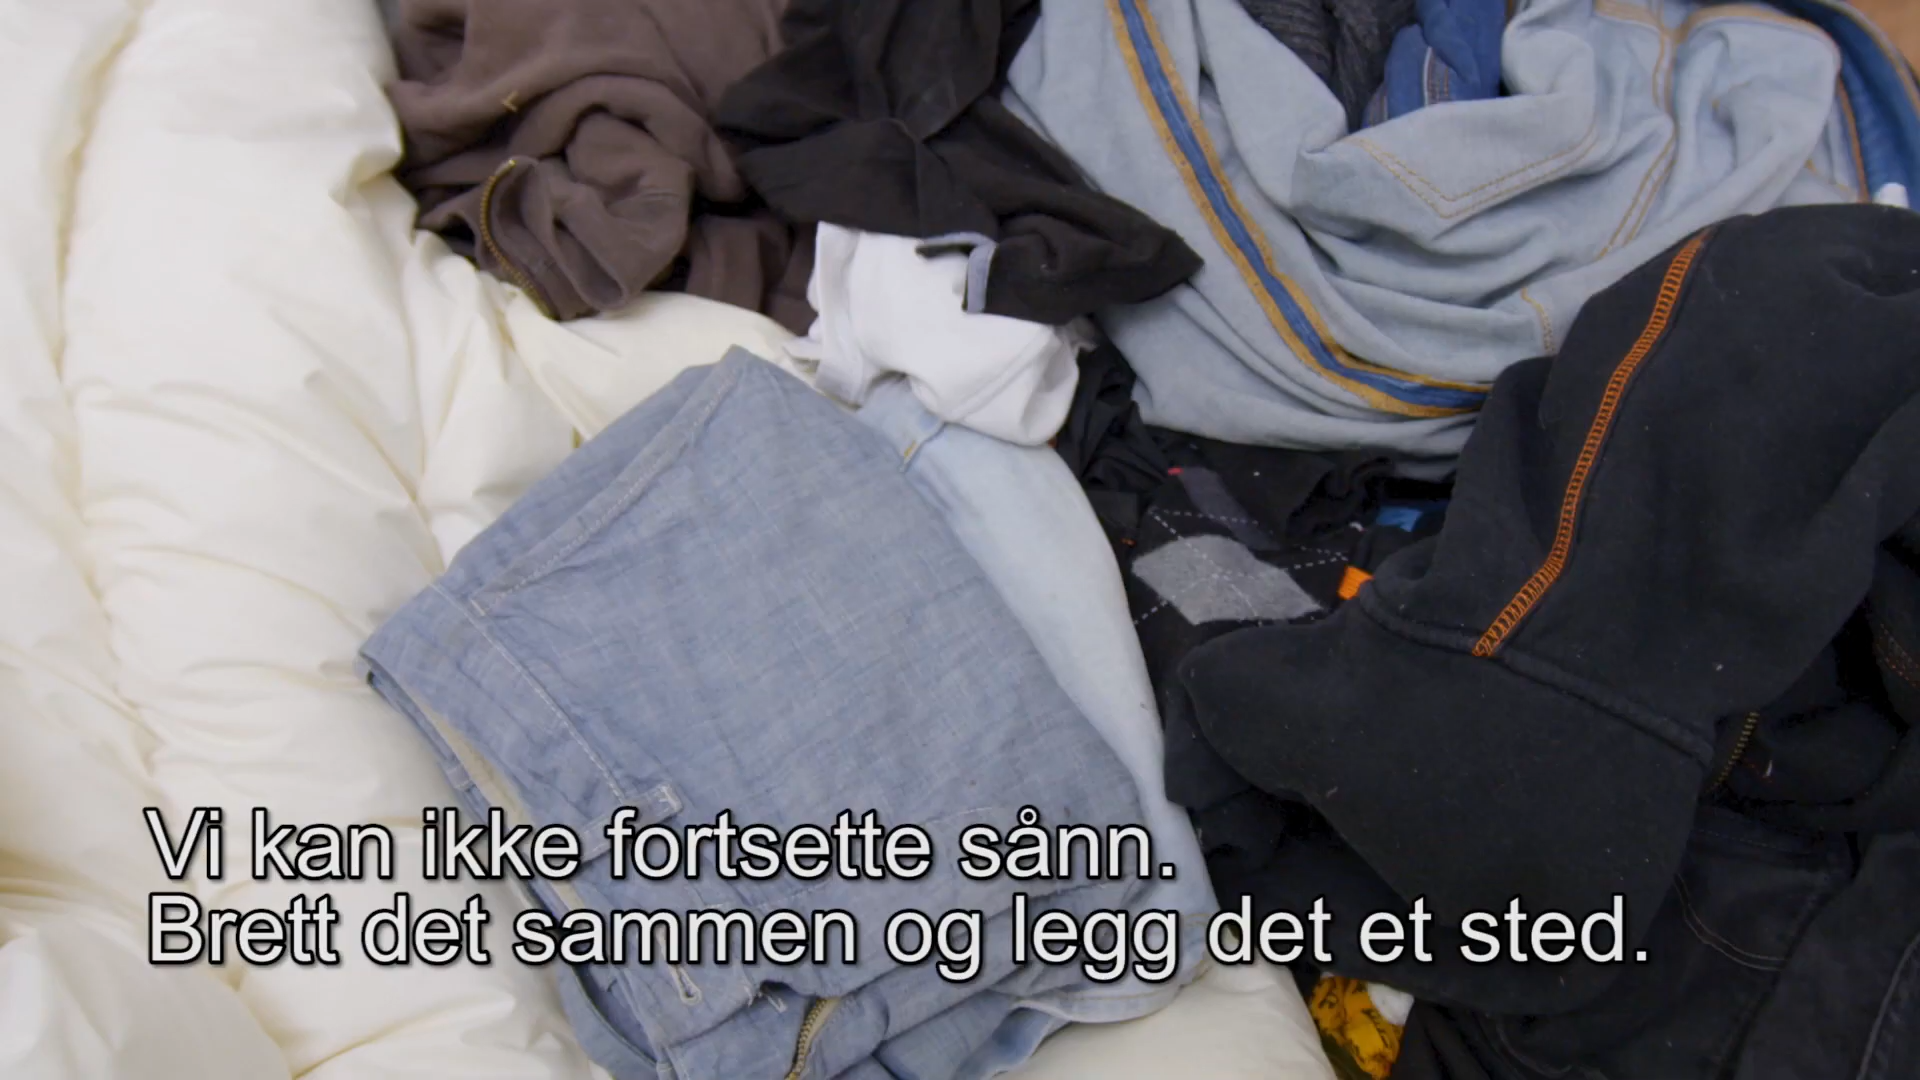 Vi kan ikke fortsette sånn.
Brett det sammen og legg det et sted.